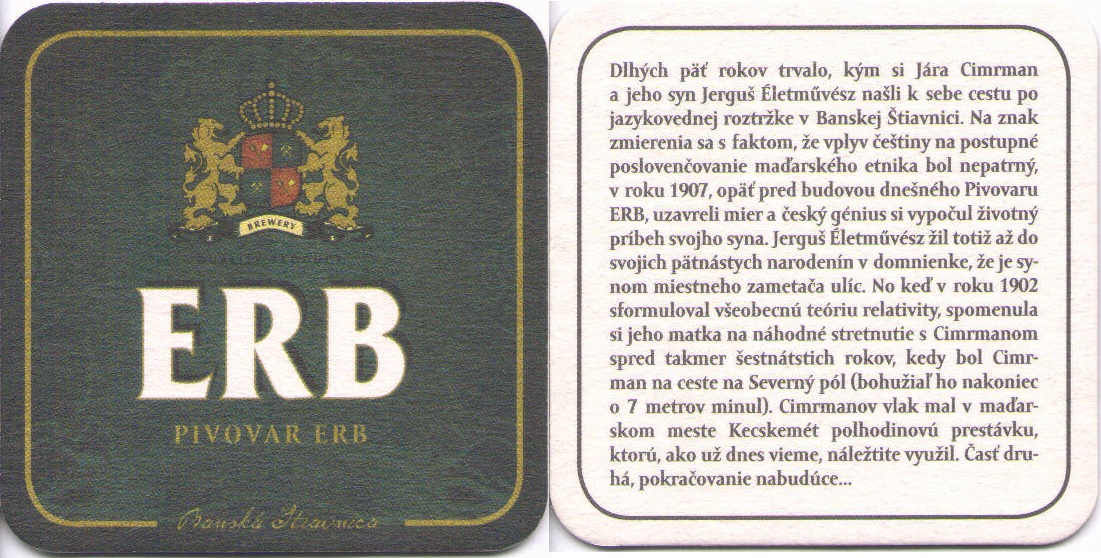 BREWERY
ERB
PIVOVAR ERB
Banská Štiavnica
Dlhých päť rokov trvalo, kým si Jára Cimrman
a jeho syn Jerguš Életművész našli k sebe cestu po
jazykovednej roztržke v Banskej Štiavnici. Na znak
zmierenia sa s faktom, že vplyv češtiny na postupné
poslovenčovanie maďarského etnika bol nepatrný,
v roku 1907, opäť pred budovou dnešného Pivovaru
ERB, uzavreli mier a český génius si vypočul životný
príbeh svojho syna. Jerguš Életművész žil totiž až do
svojich pätnástych narodenín v domnienke, že je sy-
nom miestneho zametača ulíc. No keď v roku 1902
sformuloval všeobecnú teóriu relativity, spomenula
si jeho matka na náhodné stretnutie s Cimrmanom
spred takmer šestnátstich rokov, kedy bol Cimr-
man na ceste na Severný pól (bohužiaľ ho nakoniec
o 7 metrov minul). Cimrmanov vlak mal v maďar-
skom meste Kecskemét polhodinovú prestávku,
ktorú, ako už dnes vieme, náležtite využil. Časť dru-
há, pokračovanie nabudúce...